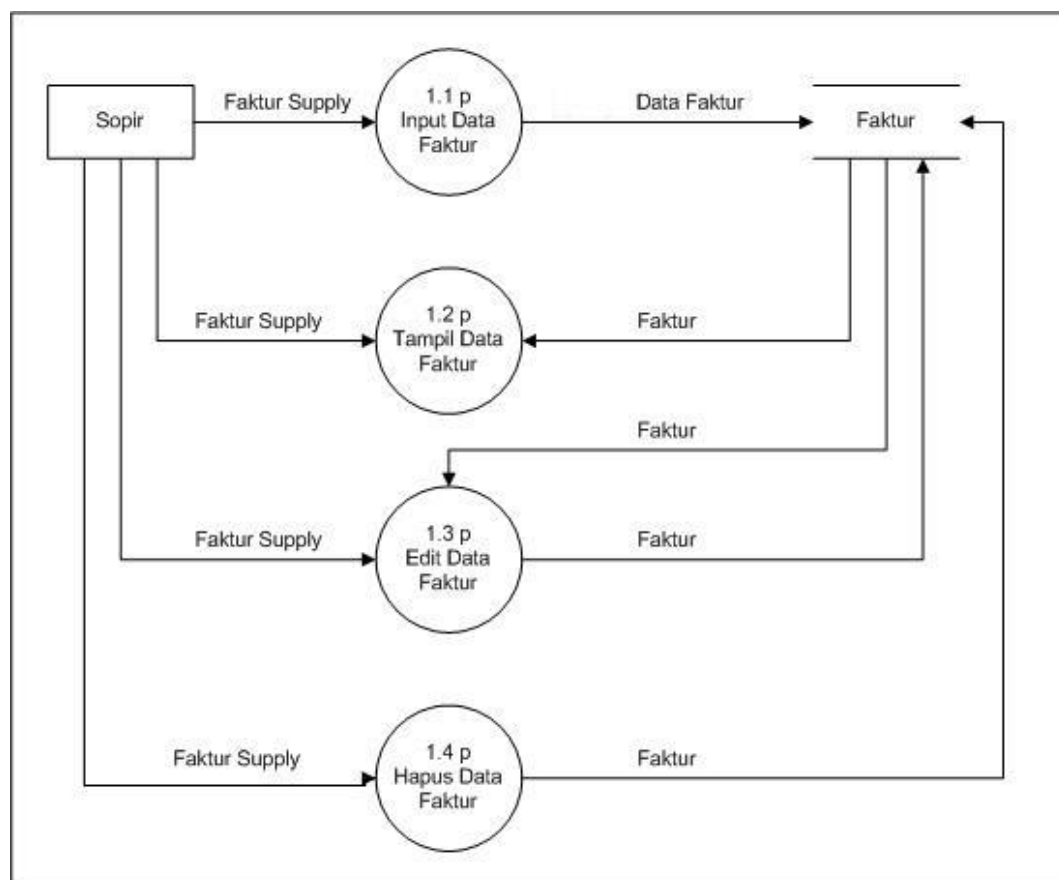 Sopir
Faktur Supply
1.1 p
Input Data
Faktur
Data Faktur
Faktur
Faktur Supply
1.2 p
Tampil Data
Faktur
Faktur
Faktur
Faktur Supply
1.3 p
Edit Data
Faktur
Faktur
Faktur Supply
1.4 p
Hapus Data
Faktur
Faktur